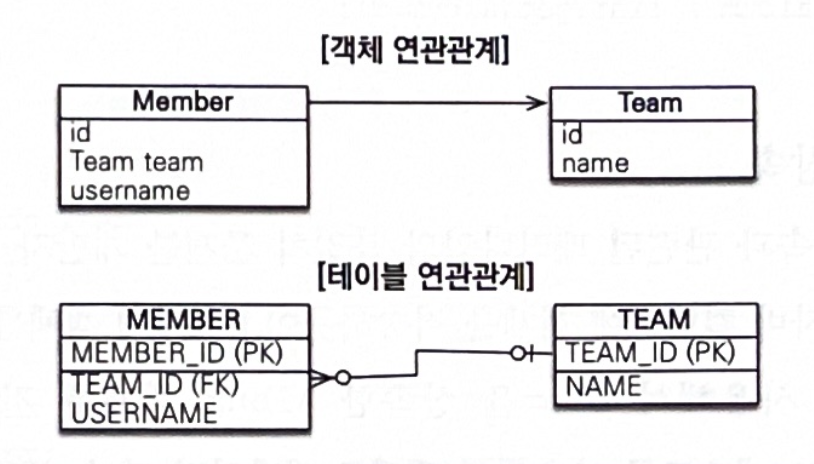 [객체 연관관계]
Member
id
Team team
username
Team
id
name
[테이블 연관관계]
MEMBER
MEMBER_ID (PK)
TEAM_ID (FK)
USERNAME
TEAM
TEAM_ID (PK)
NAME